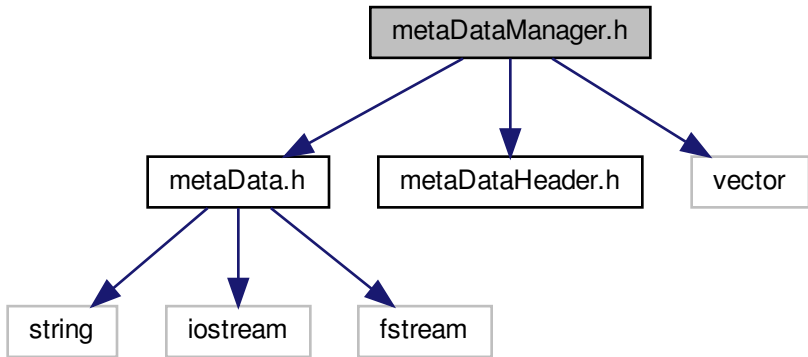 metaDataManager.h
metaData.h
metaDataHeader.h
vector
string
iostream
fstream